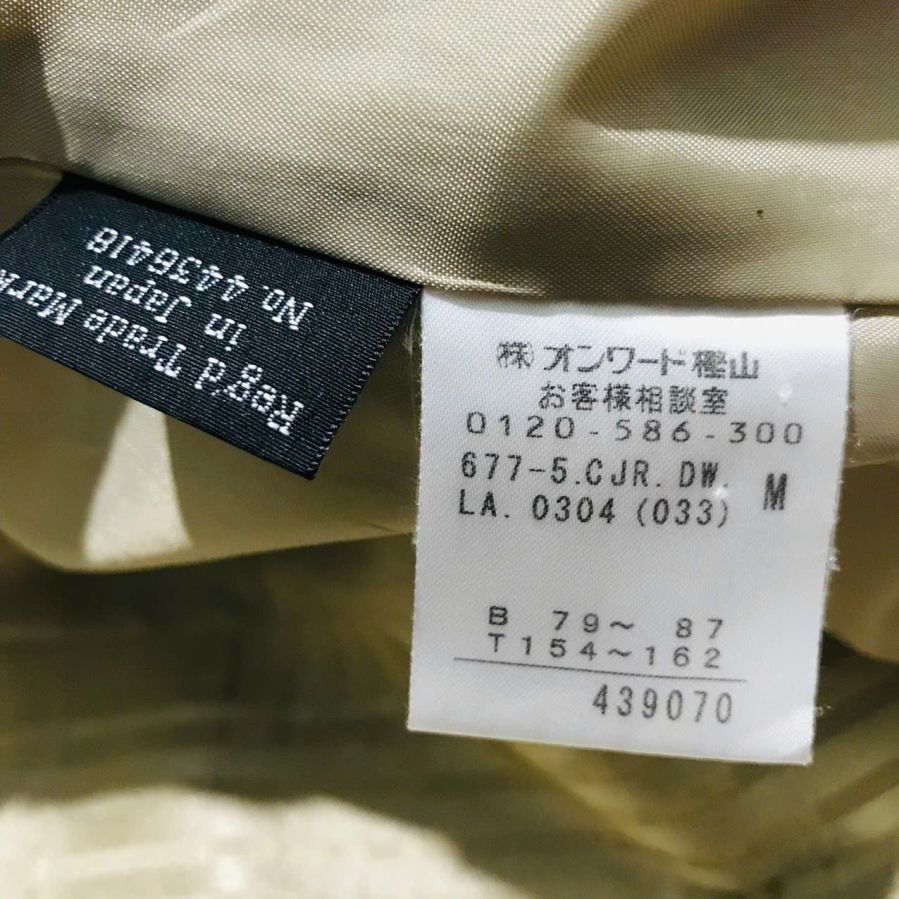 Reg'd Trade Mark
in Japan
No. 4436418
㈱オンワード樫山
お客様相談室
0120-586-300
677-5.CJR.DW. M
LA. 0304 (033)
B 79～ 87
T 154～162
439070